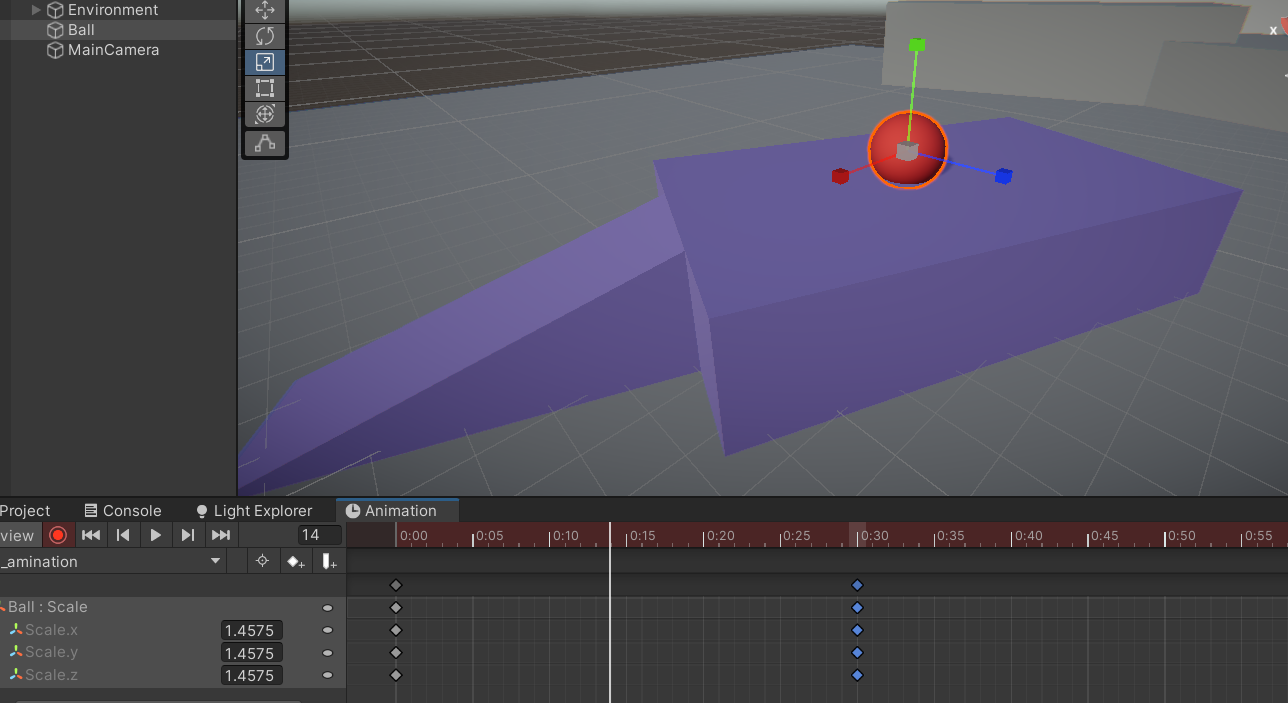 Environment
Ball
MainCamera
x
Project Console Light Explorer Animation
view 14 0:00 0:05 0:10 0:15 0:20 0:25 0:30 0:35 0:40 0:45 0:50 0:55
_amination
Ball : Scale
Scale.x 1.4575
Scale.y 1.4575
Scale.z 1.4575